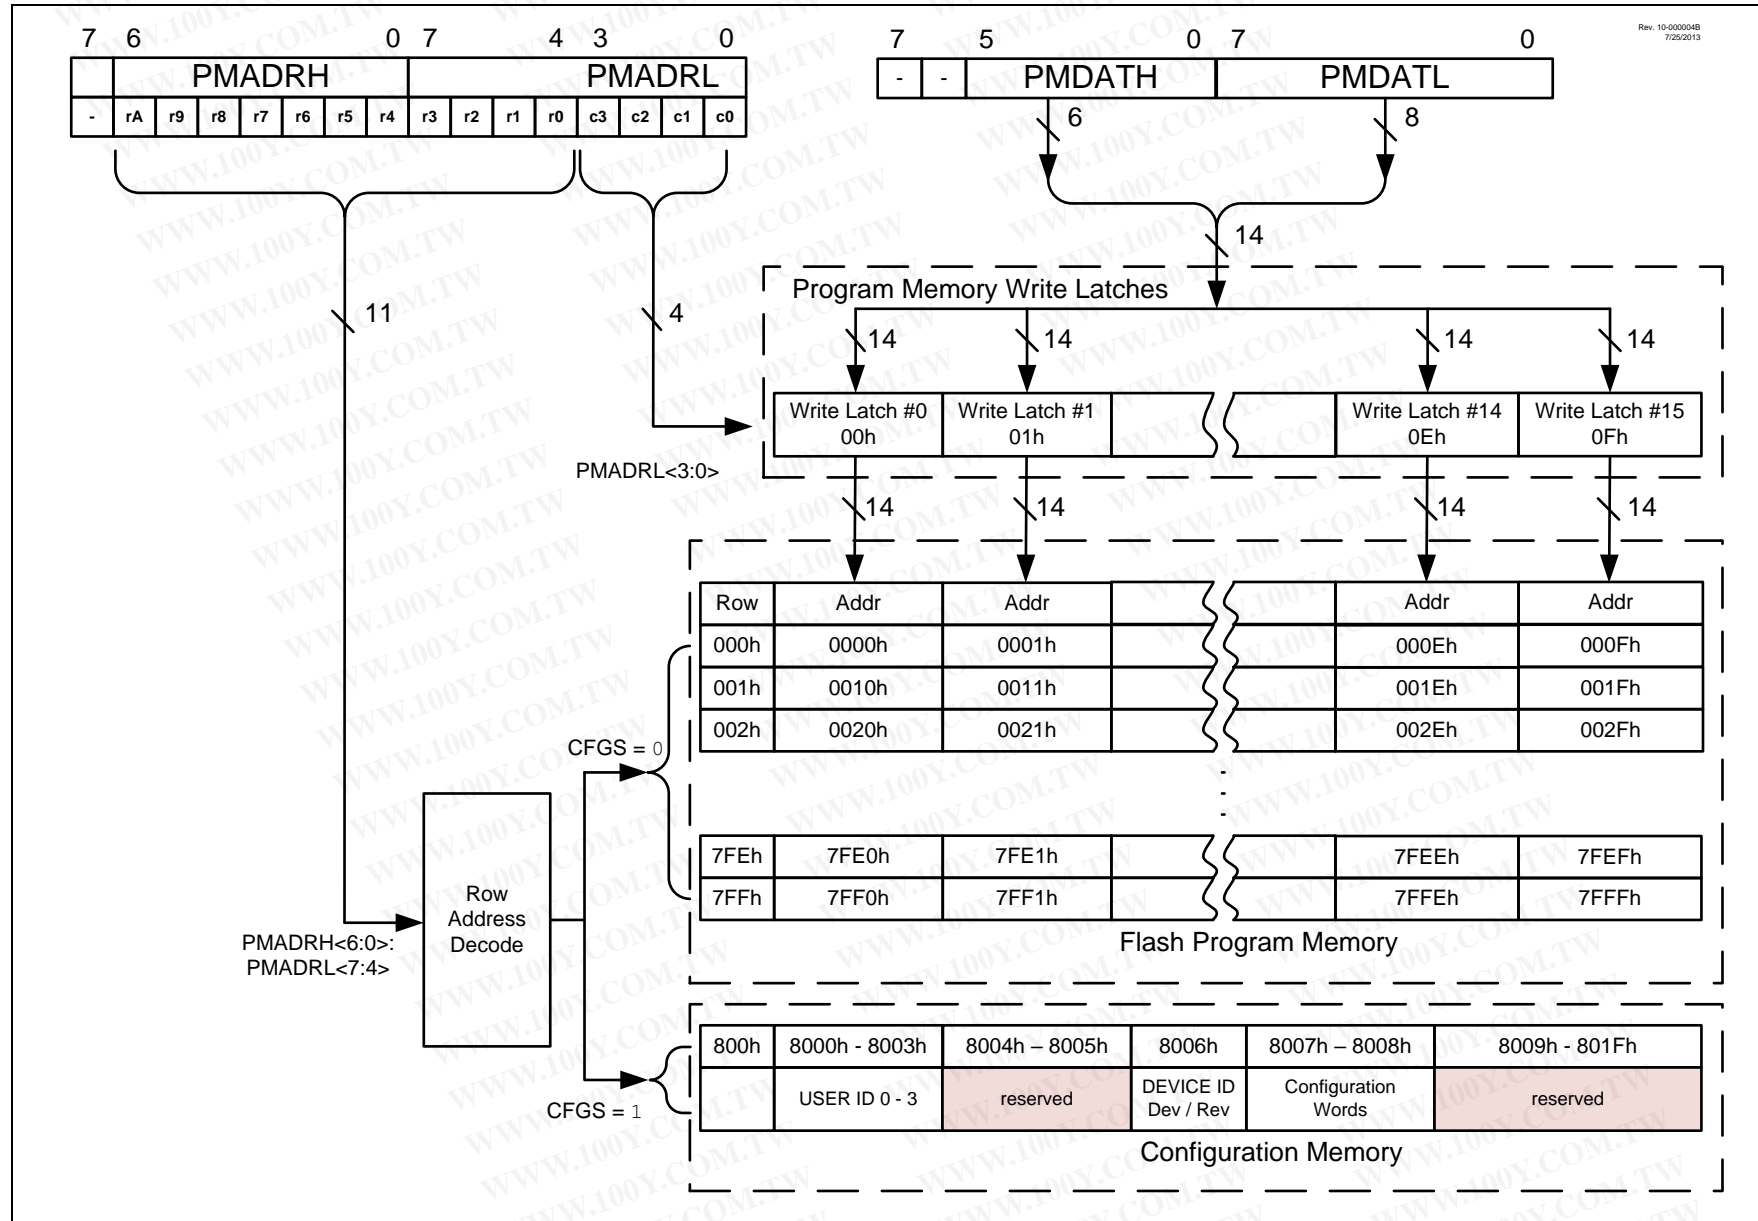 Rev. 10-000004B
7/25/2013
7 6 0 7 4 3 0
7 5 0 7 0
PMADRH PMADRL
- - PMDATH PMDATL
- rA r9 r8 r7 r6 r5 r4 r3 r2 r1 r0 c3 c2 c1 c0
6 8
14
11 4
Program Memory Write Latches
14 14 14 14
Write Latch #0 Write Latch #1 Write Latch #14 Write Latch #15
00h 01h 0Eh 0Fh
PMADRL<3:0>
14 14 14 14
Row Addr Addr Addr Addr
000h 0000h 0001h 000Eh 000Fh
001h 0010h 0011h 001Eh 001Fh
002h 0020h 0021h 002Eh 002Fh
CFGS = 0
7FEh 7FE0h 7FE1h 7FEEh 7FEFh
7FFh 7FF0h 7FF1h 7FFEh 7FFFh
Row
Address
Decode
PMADRH<6:0>:
PMADRL<7:4>
Flash Program Memory
800h 8000h - 8003h 8004h – 8005h 8006h 8007h – 8008h 8009h - 801Fh
USER ID 0 - 3 reserved DEVICE ID Configuration reserved
Dev / Rev Words
CFGS = 1
Configuration Memory
WWW.100Y.COM.TW